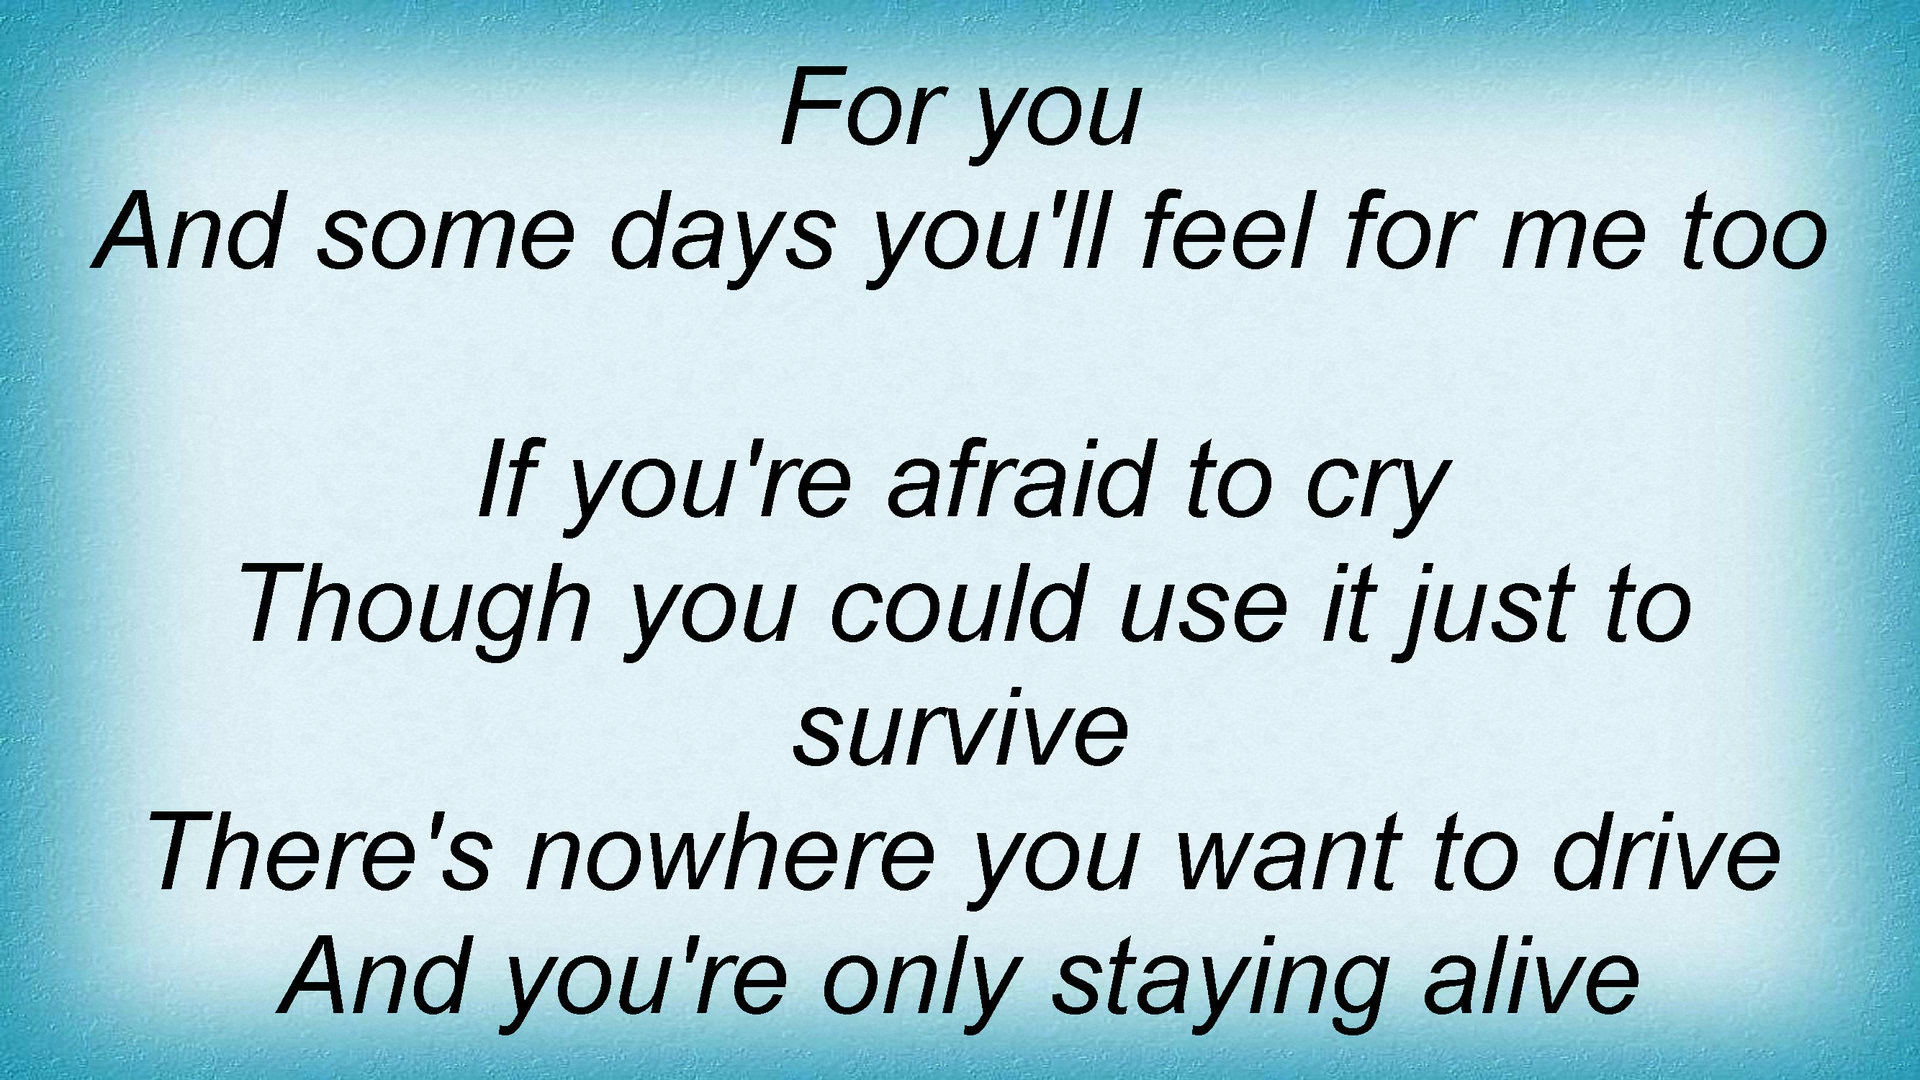 For you
And some days you'll feel for me too
If you're afraid to cry
Though you could use it just to
survive
There's nowhere you want to drive
And you're only staying alive